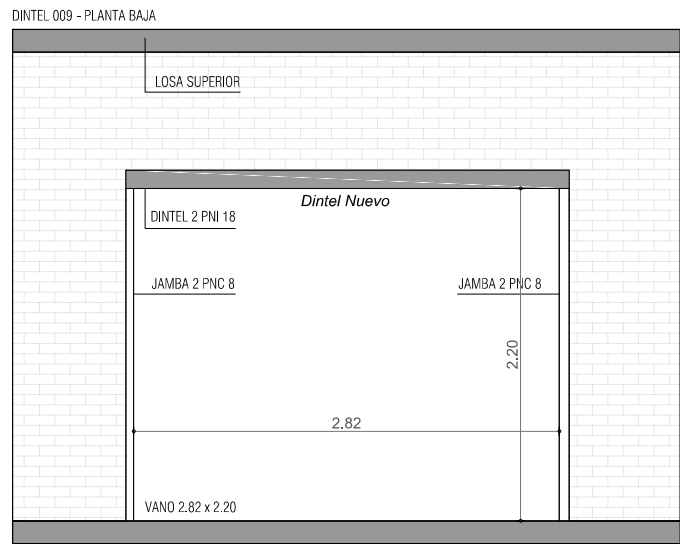 DINTEL 009 - PLANTA BAJA
LOSA SUPERIOR
Dintel Nuevo
DINTEL 2 PNI 18
JAMBA 2 PNC 8
JAMBA 2 PNC 8
2.20
2.82
VANO 2.82 x 2.20